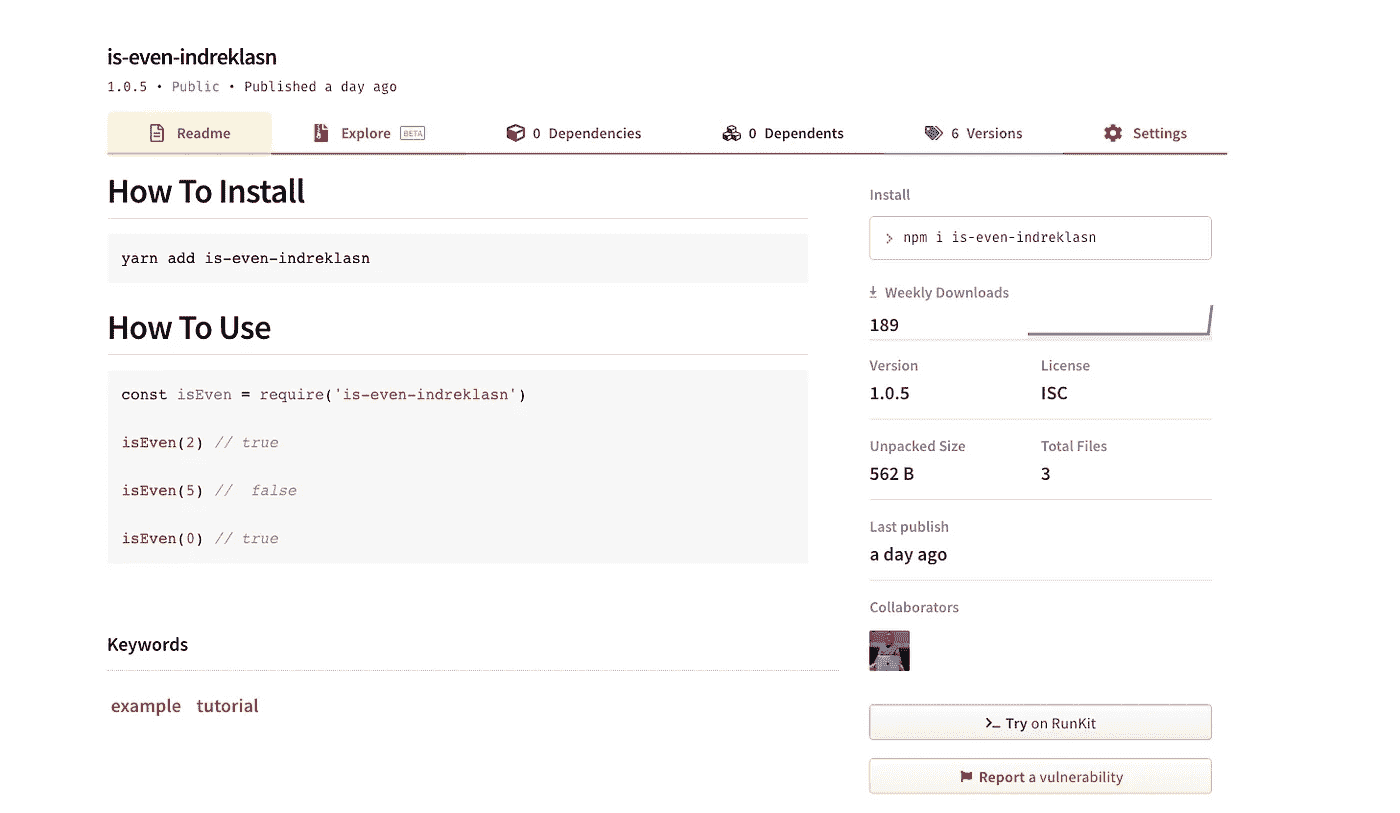 is-even-indreklasn
1.0.5 • Public • Published a day ago
Readme
Explore BETA
0 Dependencies
0 Dependents
6 Versions
Settings
How To Install
yarn add is-even-indreklasn
How To Use
const isEven = require('is-even-indreklasn')
isEven(2) // true
isEven(5) //  false
isEven(0) // true
Keywords
example tutorial
Install
> npm i is-even-indreklasn
Weekly Downloads
189
Version
1.0.5
License
ISC
Unpacked Size
562 B
Total Files
3
Last publish
a day ago
Collaborators
Try on RunKit
Report a vulnerability